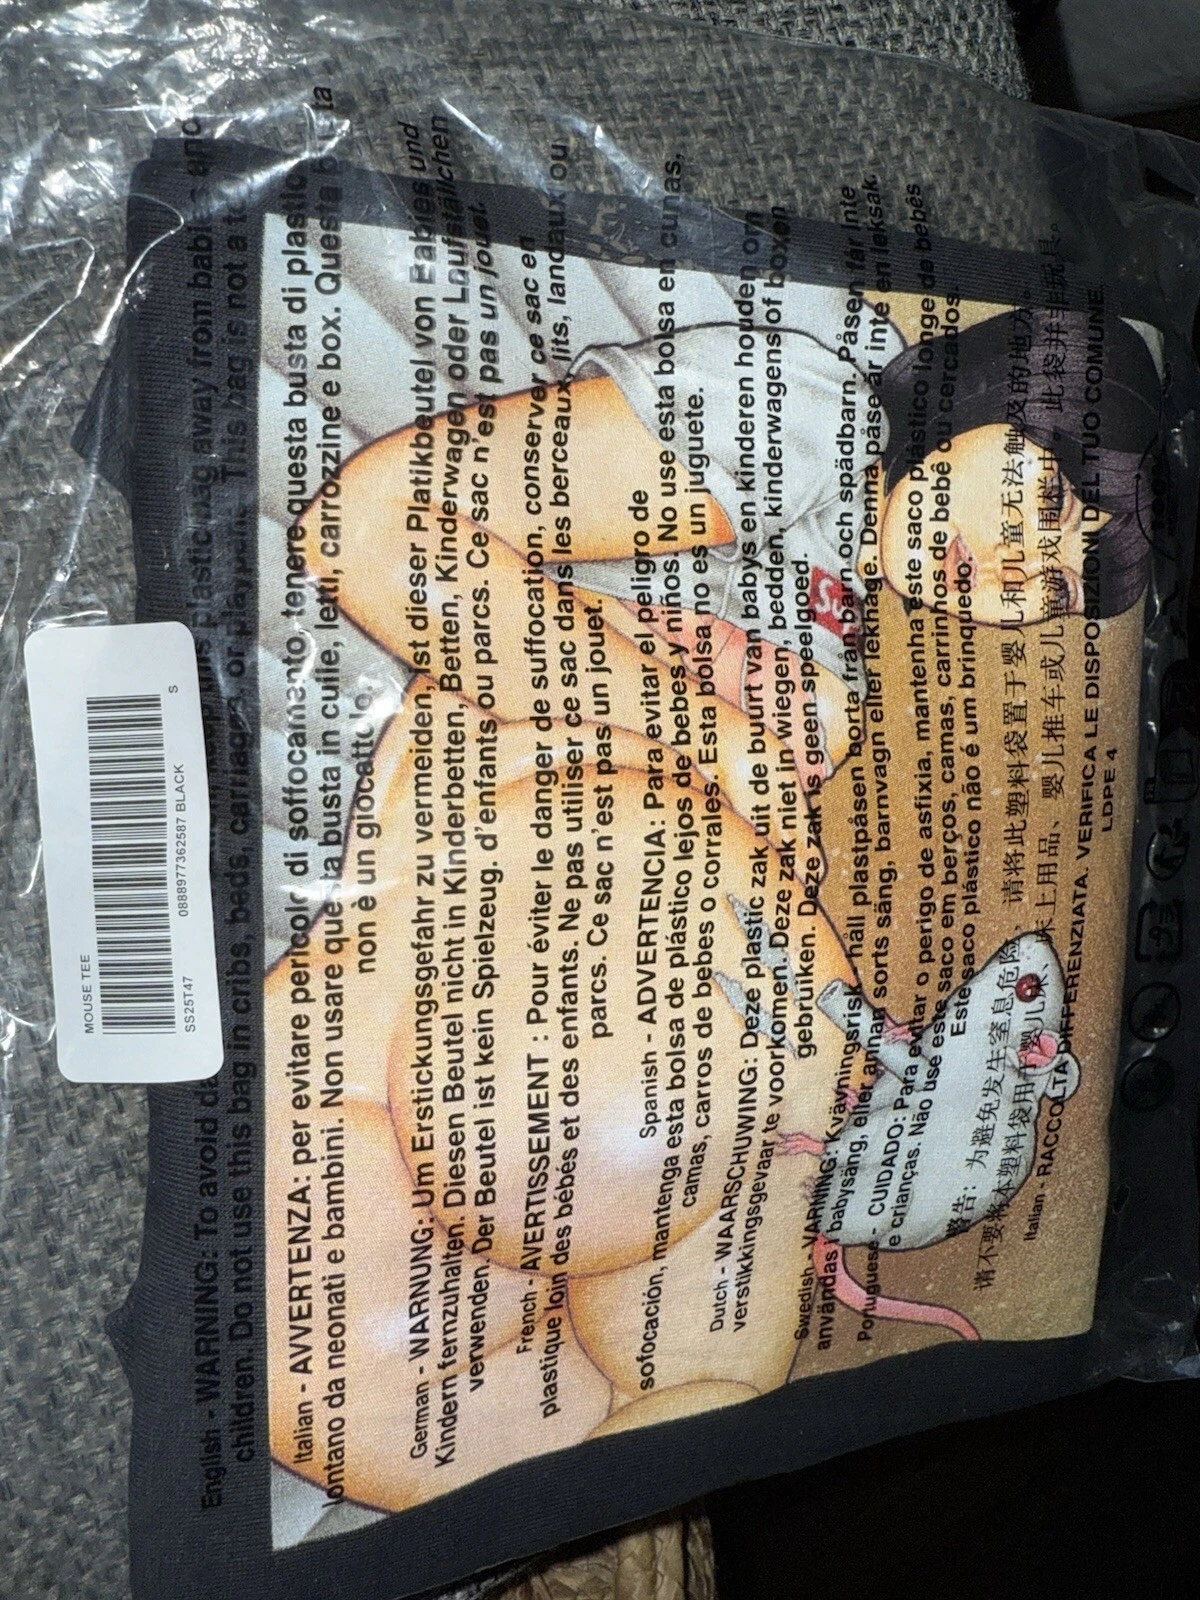 MOUSE TEE
S
SS25T47 0888977362587 BLACK
English - WARNING: To avoid plastic bag away from babies and
children. Do not use this bag in cribs, beds, carriages, or This bag is not a
Italian - AVVERTENZA: per evitare pericolo di soffocamanto, tenere questa busta di plastic
lontano da neonati e bambini. Non usare questa busta in culle, letti, carrozzine e box. Questa
non è un giocattolo.
German - WARNUNG: Um Erstickungsgefahr zu vermeiden, ist dieser Platikbeutel von Babies und
Kindern fernzuhalten. Diesen Beutel nicht in Kinderbetten, Betten, Kinderwagen oder Laufställchen
verwenden. Der Beutel ist kein Spielzeug. d’enfants ou parcs. Ce sac n’est pas un jouet.
French - AVERTISSEMENT : Pour éviter le danger de suffocation, conserver ce sac en
plastique loin des bébés et des enfants. Ne pas utiliser ce sac dans les berceaux, lits, landaux ou
parcs. Ce sac n’est pas un jouet.
Spanish - ADVERTENCIA: Para evitar el peligro de
sofocación, mantenga esta bolsa de plástico lejos de bebes y niños. No use esta bolsa en cunas,
camas, carros de bebes o corrales. Esta bolsa no es un juguete.
Dutch - WAARSCHUWING: Deze plastic zak uit de buurt van babys en kinderen houden om
verstikkingsgevaar te voorkomen. Deze zak niet in wiegen, bedden, kinderwagens of boxen
gebruiken. Deze zak is geen speelgoed.
Swedish - VARNING: Kvävningsrisk - håll plastpåsen borta från barn och spädbarn. Påsen får inte
användas i babysäng, eller annan sorts säng, barnvagn eller lekhage. Denna påse är inte en leksak.
Portuguese - CUIDADO: Para evitar o perigo de asfixia, mantenha este saco plástico longe de bebês
e crianças. Não use este saco em berços, camas, carrinhos de bebê ou cercados.
Este saco plástico não é um brinquedo.
警告：为避免发生窒息危险，请将此塑料袋置于婴儿和儿童无法触及的地方。
请不要将本塑料袋用于婴儿床、床上用品、婴儿推车或儿童游戏围栏中。此袋并非玩具。
Italian - RACCOLTA DIFFERENZIATA. VERIFICA LE DISPOSIZIONI DEL TUO COMUNE.
LDPE 4